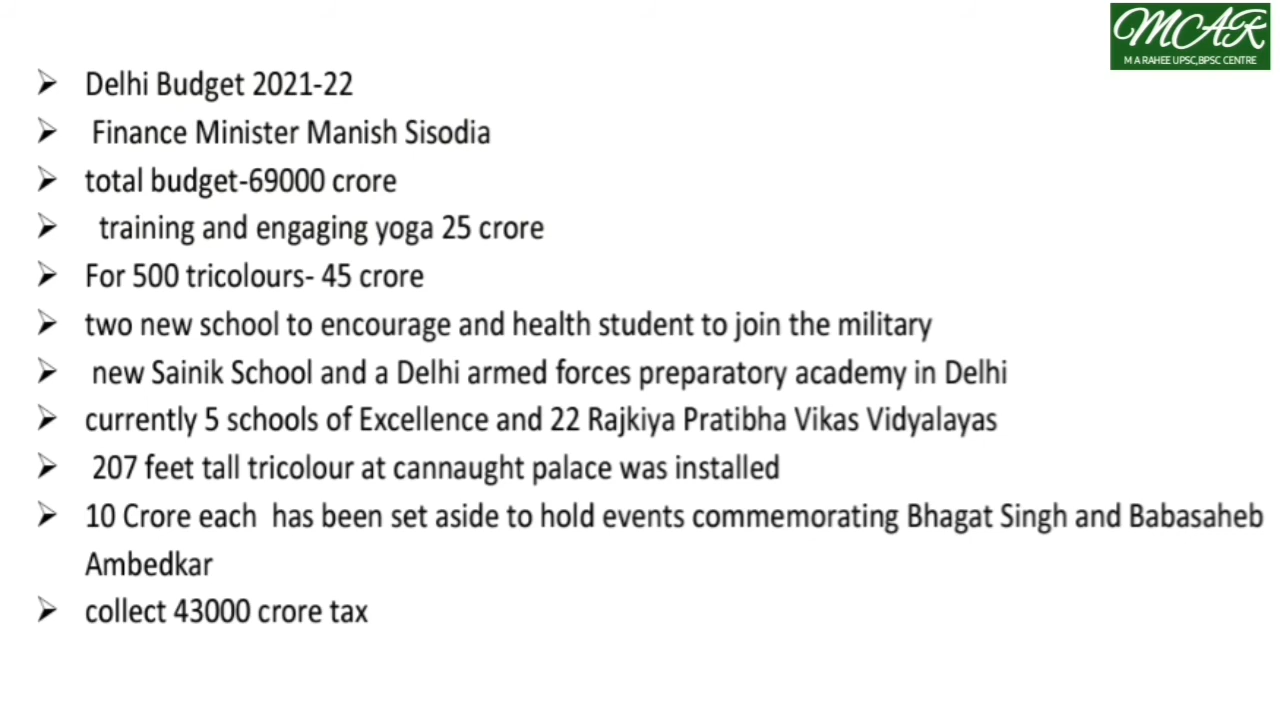 MCAR
M A RAHEE UPSC,BPSC CENTRE
Delhi Budget 2021-22
Finance Minister Manish Sisodia
total budget-69000 crore
training and engaging yoga 25 crore
For 500 tricolours- 45 crore
two new school to encourage and health student to join the military
new Sainik School and a Delhi armed forces preparatory academy in Delhi
currently 5 schools of Excellence and 22 Rajkiya Pratibha Vikas Vidyalayas
207 feet tall tricolour at cannaught palace was installed
10 Crore each has been set aside to hold events commemorating Bhagat Singh and Babasaheb
Ambedkar
collect 43000 crore tax